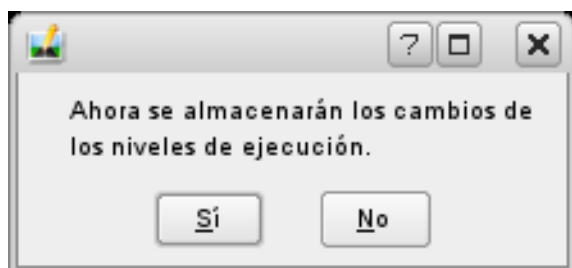 ?
Ahora se almacenarán los cambios de
los niveles de ejecución.
Sí No